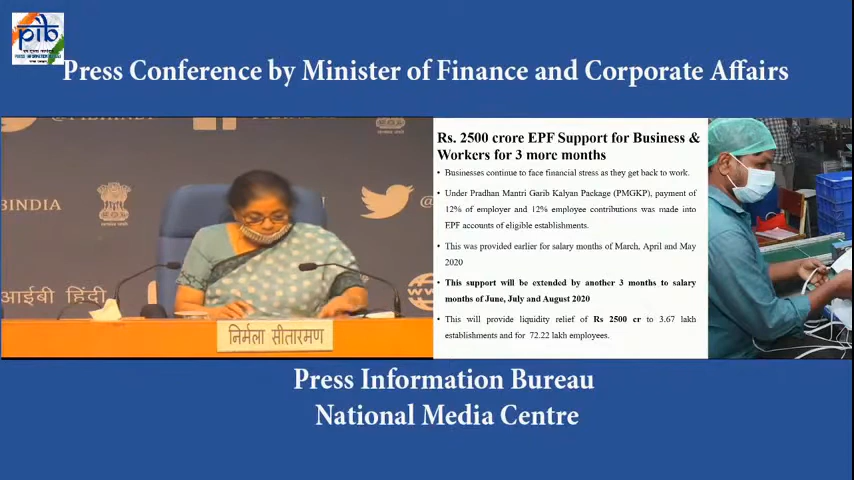 pib
PRESS INFORMATION BUREAU
Press Conference by Minister of Finance and Corporate Affairs
BINDIA
आईबी हिंदी
निर्मला सीतारमण
Rs. 2500 crore EPF Support for Business &
Workers for 3 more months
• Businesses continue to face financial stress as they get back to work.
• Under Pradhan Mantri Garib Kalyan Package (PMGKP), payment of
12% of employer and 12% employee contributions was made into
EPF accounts of eligible establishments.
• This was provided earlier for salary months of March, April and May
2020
• This support will be extended by another 3 months to salary
months of June, July and August 2020
• This will provide liquidity relief of Rs 2500 cr to 3.67 lakh
establishments and for 72.22 lakh employees.
Press Information Bureau
National Media Centre